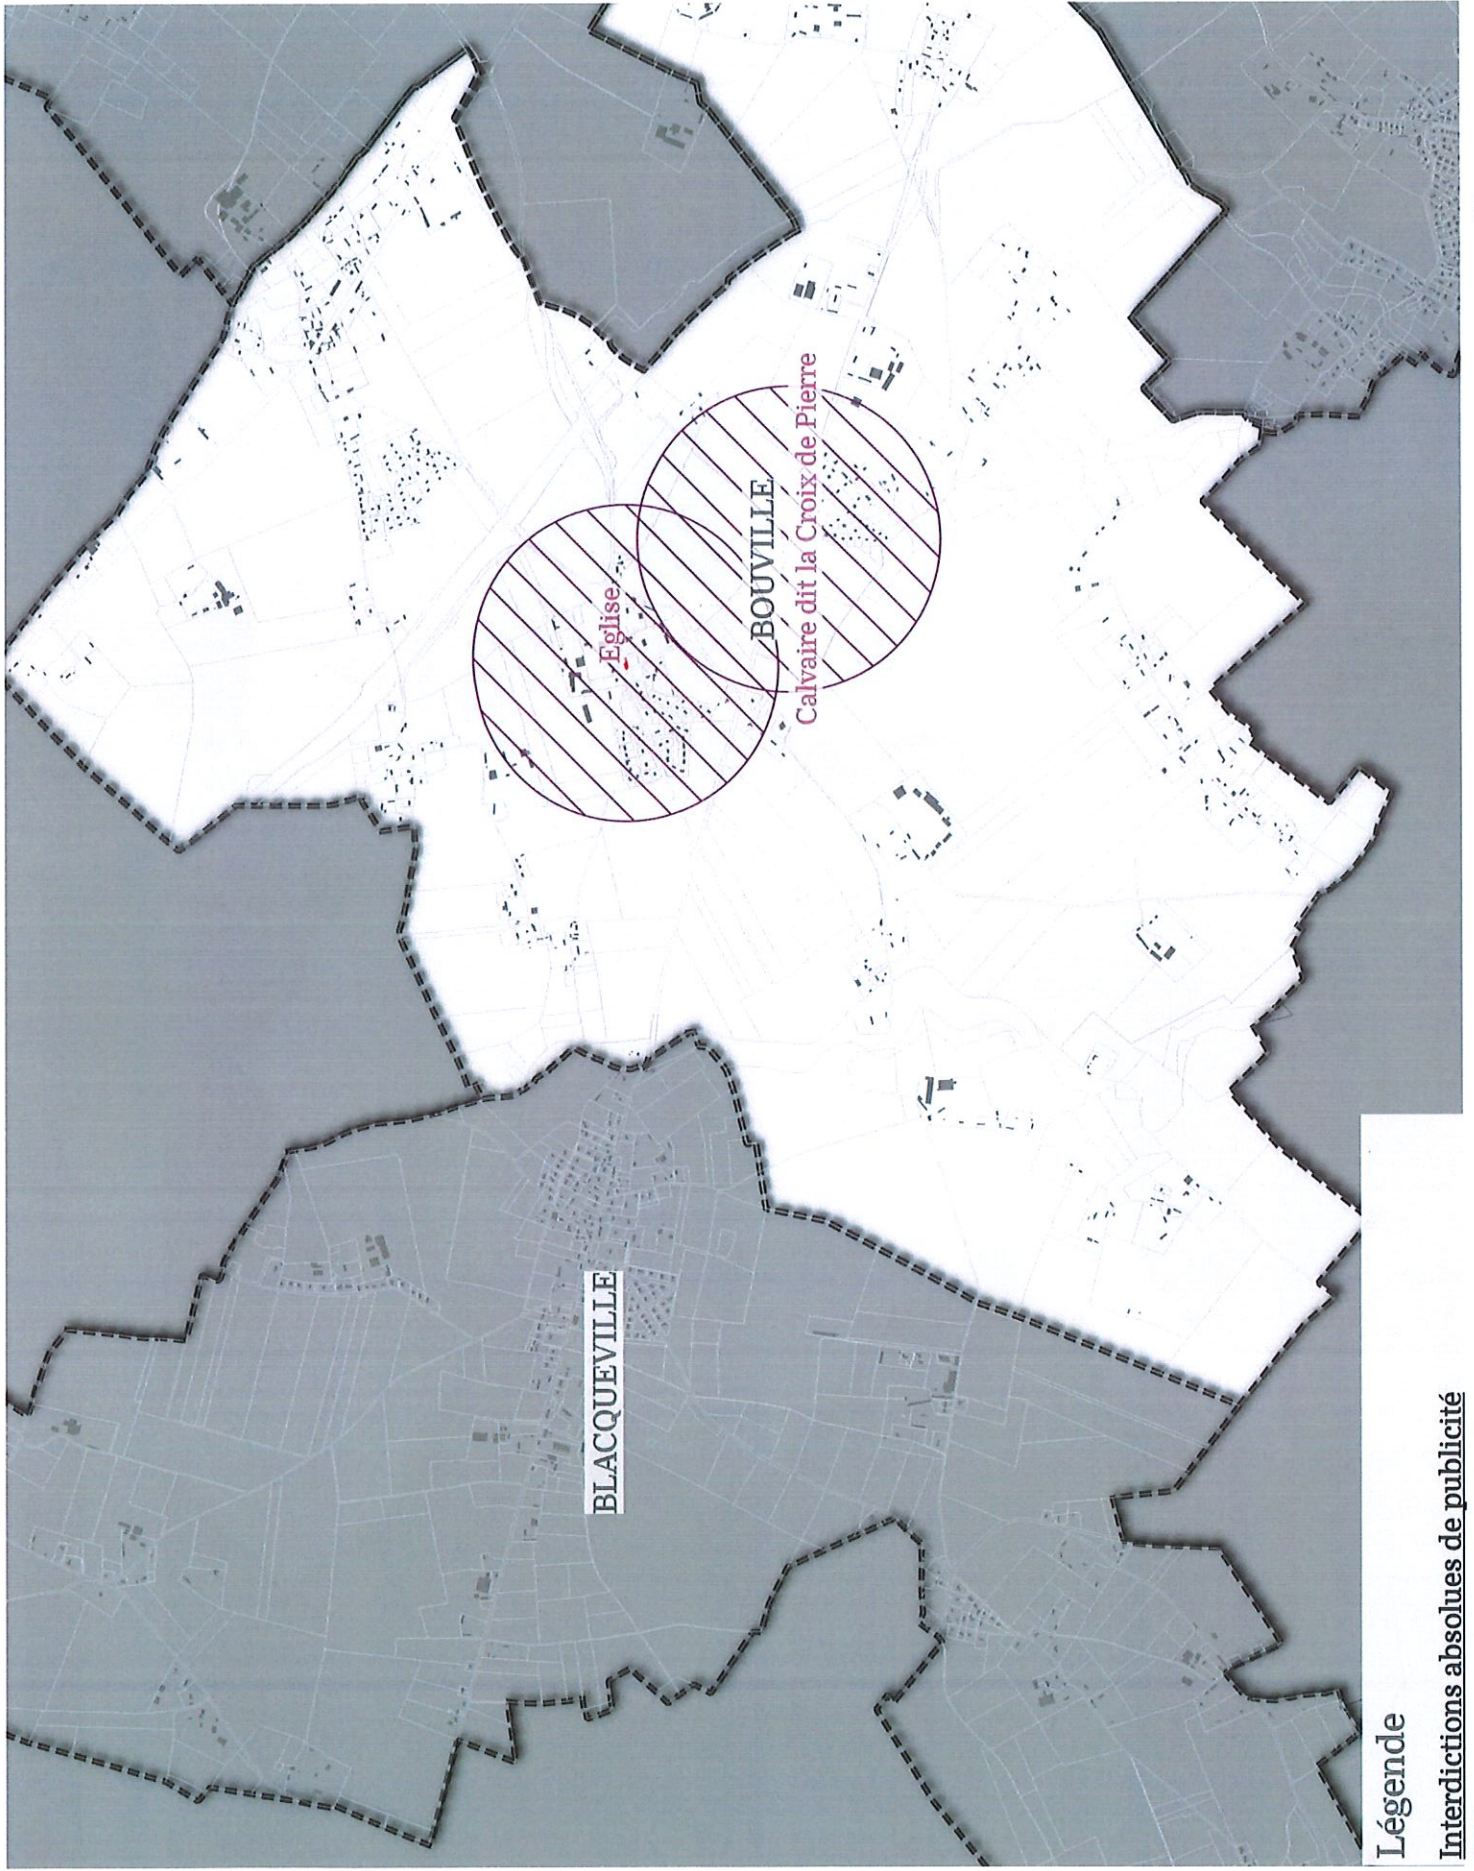 Eglise
BOUVILLE
Calvaire dit la Croix de Pierre
BLACQUEVILLE
Légende
Interdictions absolues de publicité